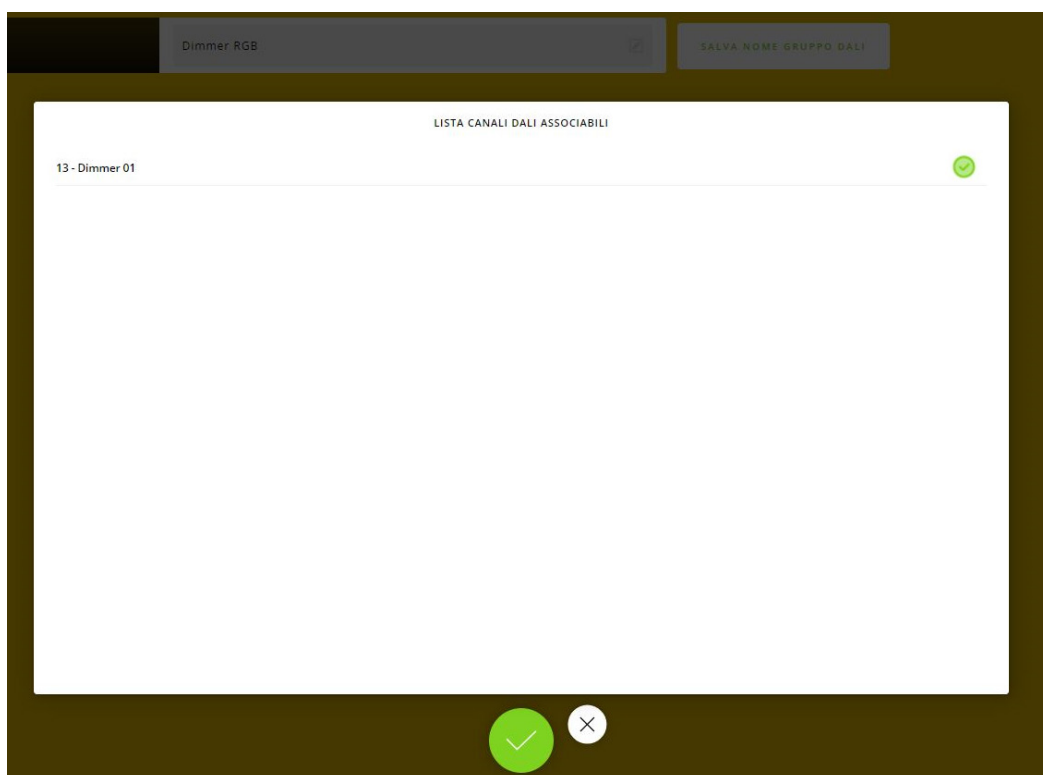 Dimmer RGB
SALVA NOME GRUPPO DALI
LISTA CANALI DALI ASSOCIABILI
13 - Dimmer 01